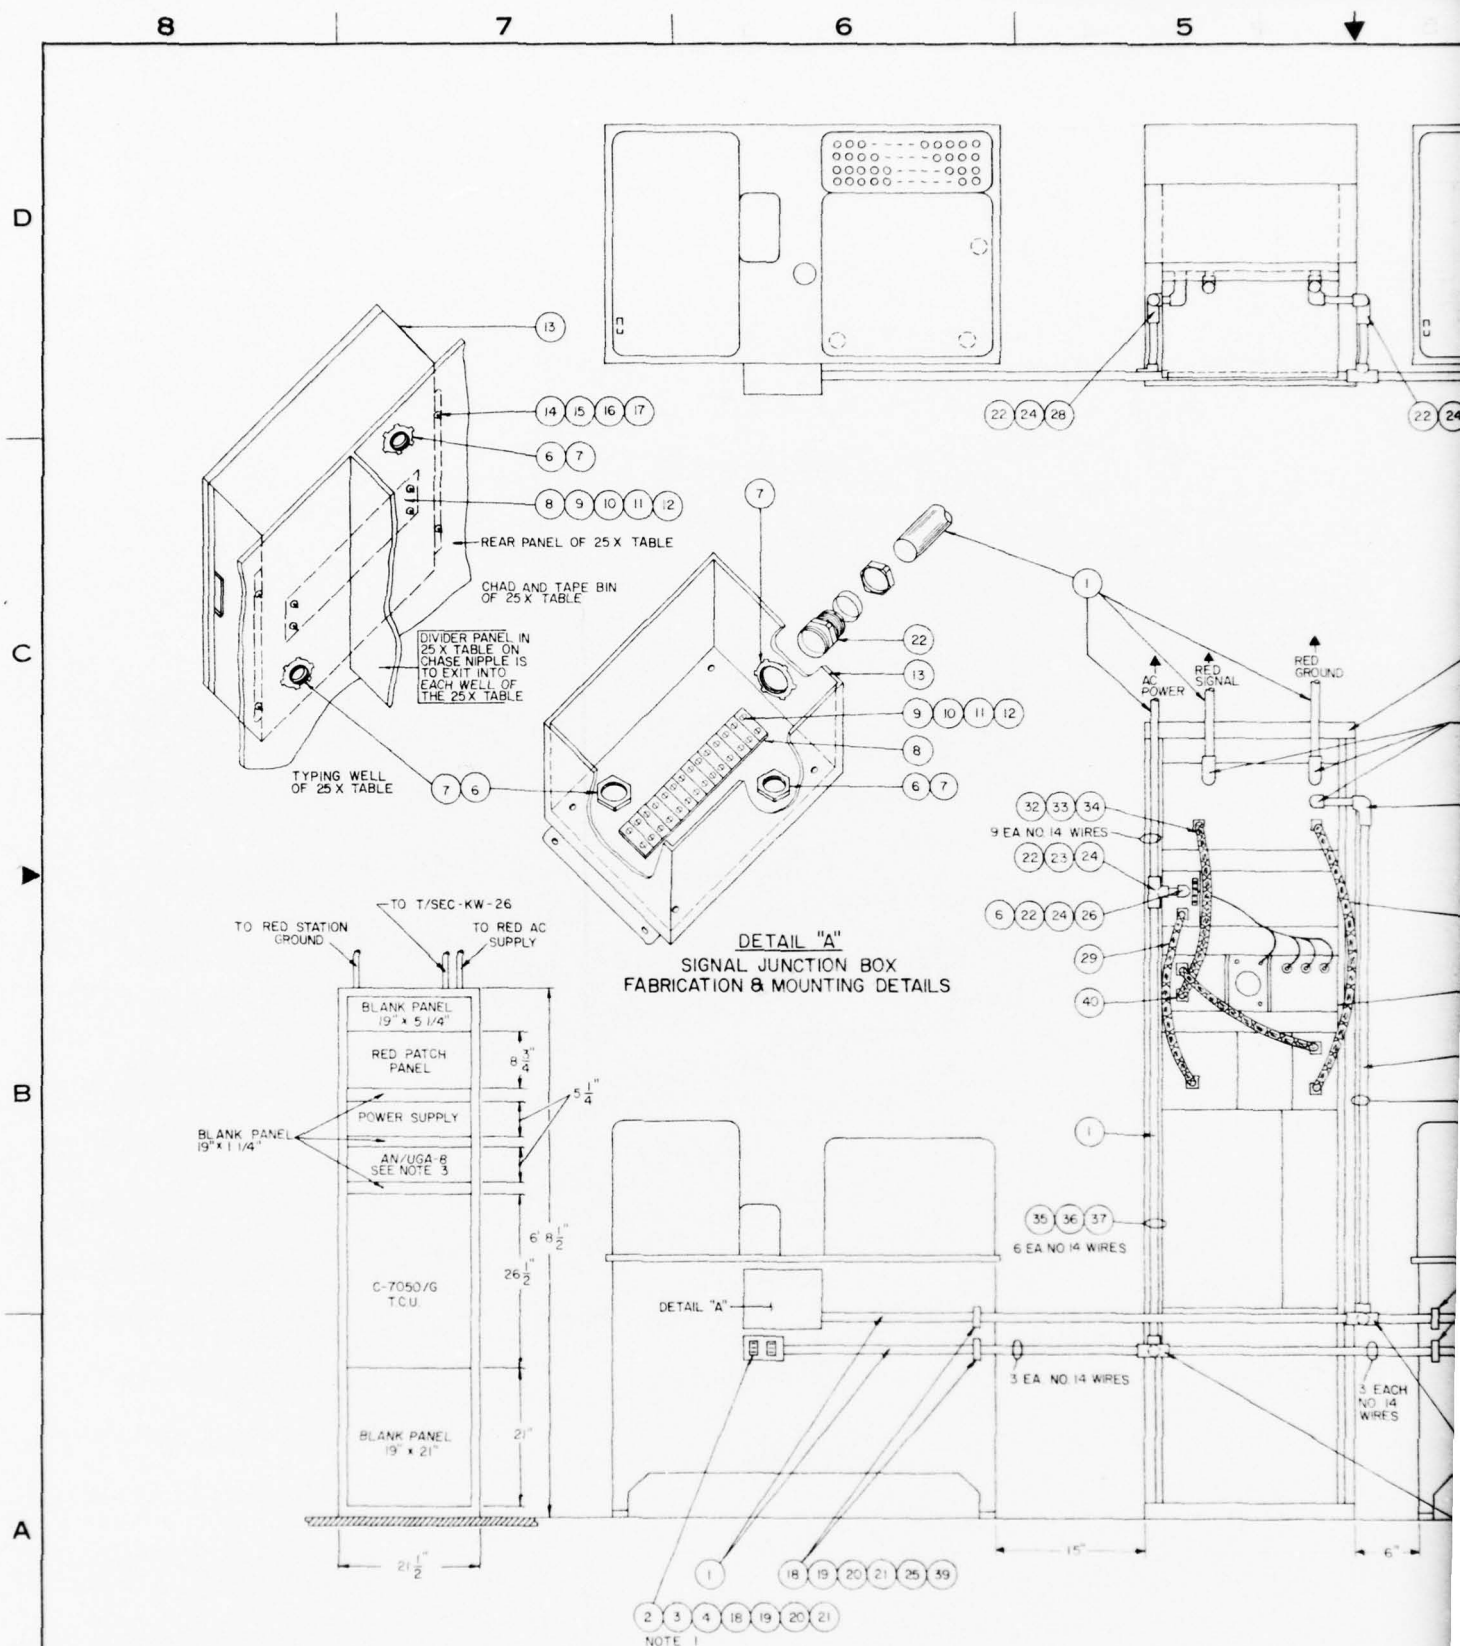 8 7 6 5
D
C
B
A
13
14 15 16 17
6 7
8 9 10 11 12
REAR PANEL OF 25X TABLE
CHAD AND TAPE BIN
OF 25X TABLE
DIVIDER PANEL IN
25X TABLE ON
CHASE NIPPLE IS
TO EXIT INTO
EACH WELL OF
THE 25X TABLE
TYPING WELL
OF 25X TABLE
7 6
7
1
22
13
9 10 11 12
8
6 7
DETAIL "A"
SIGNAL JUNCTION BOX
FABRICATION & MOUNTING DETAILS
22 24 28
22 24
AC
POWER
RED
SIGNAL
RED
GROUND
32 33 34
9 EA NO. 14 WIRES
22 23 24
6 22 24 26
29
40
1
35 36 37
6 EA NO 14 WIRES
TO RED STATION
GROUND
TO T/SEC-KW-26
TO RED AC
SUPPLY
BLANK PANEL
19" x 5 1/4"
RED PATCH
PANEL
8 3/4"
POWER SUPPLY
5 1/4"
BLANK PANEL
19" x 1 1/4"
AN/UGA-8
SEE NOTE 3
6' 8 1/2"
26 1/2"
C-7050/G
T.C.U.
BLANK PANEL
19" x 21"
21"
21 1/2"
DETAIL "A"
3 EA. NO. 14 WIRES
3 EACH
NO 14
WIRES
15"
6"
1
18 19 20 21 25 39
2 3 4 18 19 20 21
NOTE 1